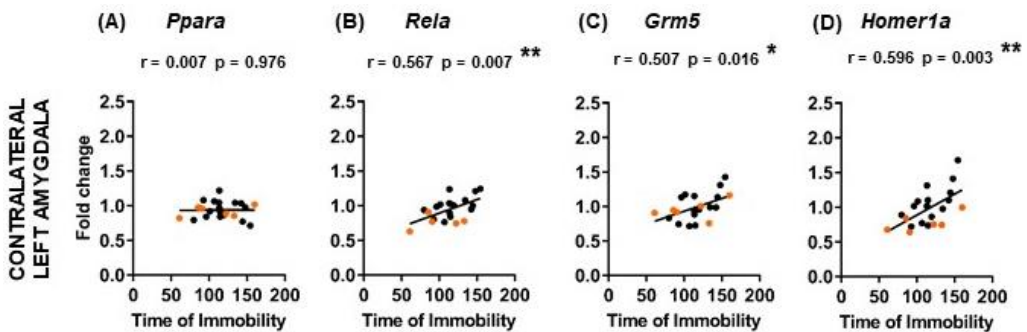 (A) Ppara
(B) Rela
(C) Grm5
(D) Homer1a
r = 0.007 p = 0.976
r = 0.567 p = 0.007 **
r = 0.507 p = 0.016 *
r = 0.596 p = 0.003 **
CONTRALATERAL
LEFT AMYGDALA
Fold change
2.5
2.0
1.5
1.0
0.5
0.0
0 50 100 150 200
Time of Immobility
2.5
2.0
1.5
1.0
0.5
0.0
0 50 100 150 200
Time of Immobility
2.5
2.0
1.5
1.0
0.5
0.0
0 50 100 150 200
Time of Immobility
2.5
2.0
1.5
1.0
0.5
0.0
0 50 100 150 200
Time of Immobility